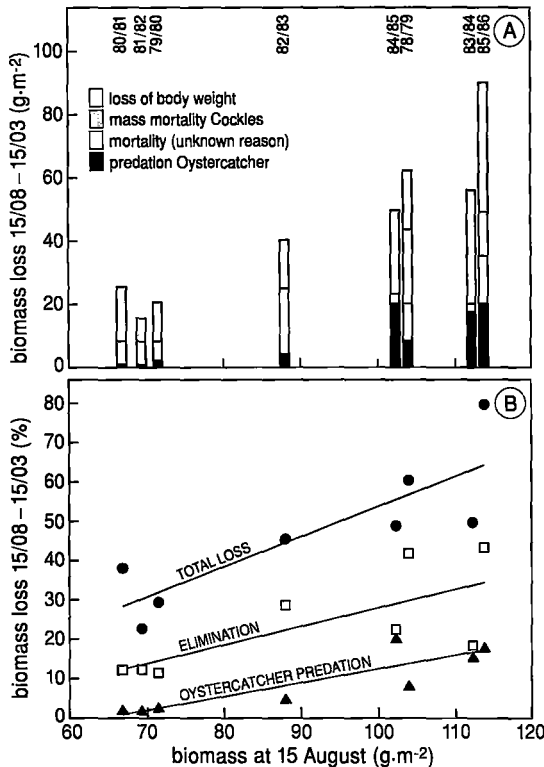 80/81
81/82
79/80
82/83
84/85
78/79
83/84
85/86
A
biomass loss 15/08 – 15/03 (g·m-2)
100
80
60
40
20
0
loss of body weight
mass mortality Cockles
mortality (unknown reason)
predation Oystercatcher
B
biomass loss 15/08 – 15/03 (%)
80
70
60
50
40
30
20
10
0
TOTAL LOSS
ELIMINATION
OYSTERCATCHER PREDATION
60 70 80 90 100 110 120
biomass at 15 August (g·m-2)